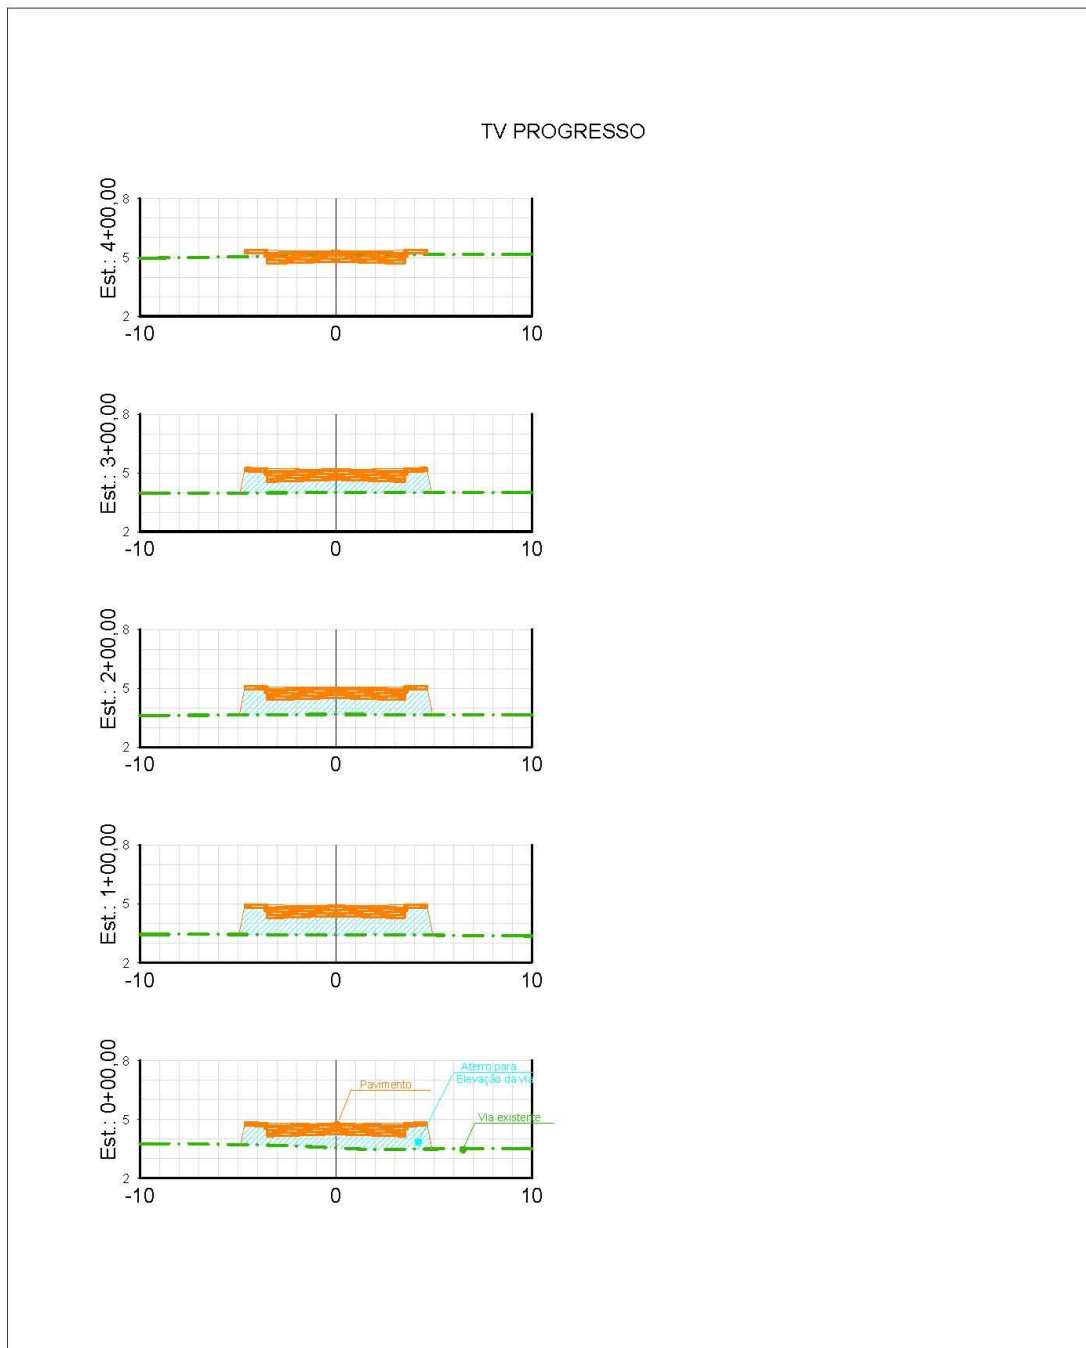 TV PROGRESSO
Est.: 4+00,00
8
5
2
-10 0 10
Est.: 3+00,00
8
5
2
-10 0 10
Est.: 2+00,00
8
5
2
-10 0 10
Est.: 1+00,00
8
5
2
-10 0 10
Est.: 0+00,00
8
5
2
Aterro para
Elevação da via
Pavimento
Via existente
-10 0 10